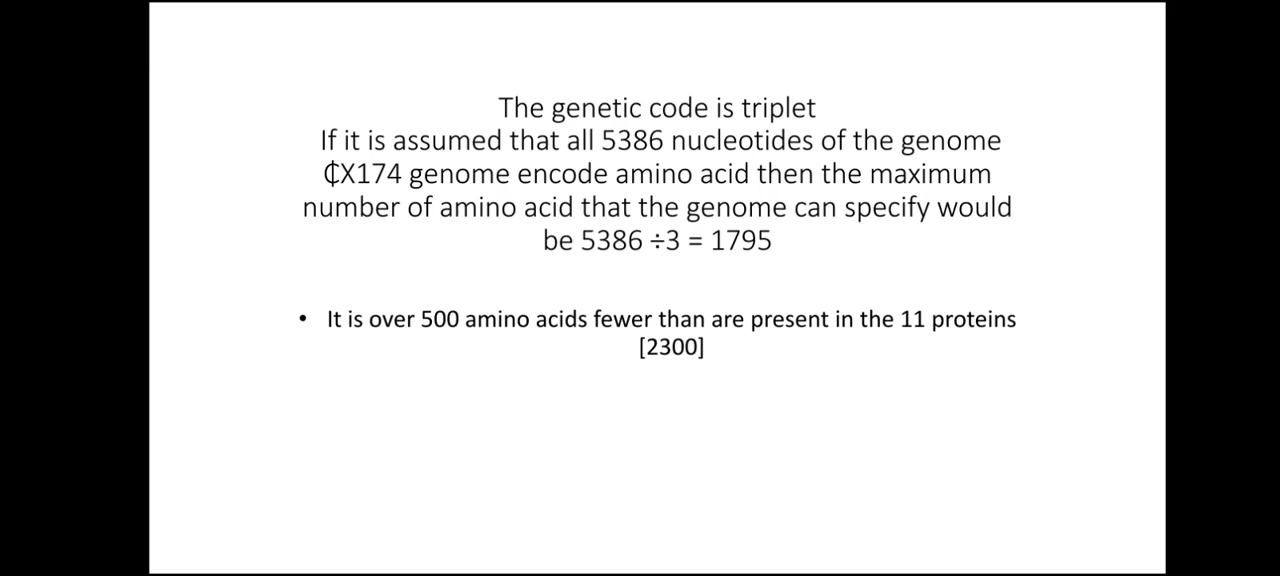 The genetic code is triplet
If it is assumed that all 5386 nucleotides of the genome
₵X174 genome encode amino acid then the maximum
number of amino acid that the genome can specify would
be 5386 ÷3 = 1795
• It is over 500 amino acids fewer than are present in the 11 proteins
[2300]